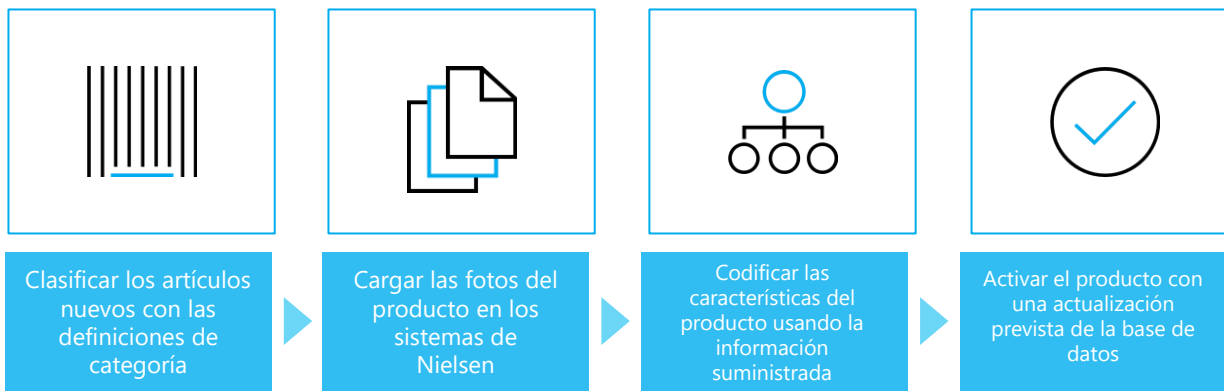 Clasificar los artículos
nuevos con las
definiciones de
categoría
Cargar las fotos del
producto en los
sistemas de
Nielsen
Codificar las
características del
producto usando la
información
suministrada
Activar el producto con
una actualización
prevista de la base de
datos